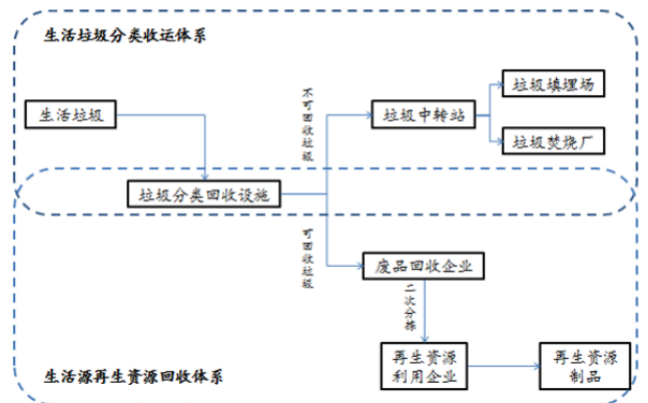 生活垃圾分类收运体系
生活垃圾
不可回收垃圾
垃圾中转站
垃圾填埋场
垃圾焚烧厂
垃圾分类回收设施
可回收垃圾
废品回收企业
二次分拣
再生资源
利用企业
再生资源
制品
生活源再生资源回收体系